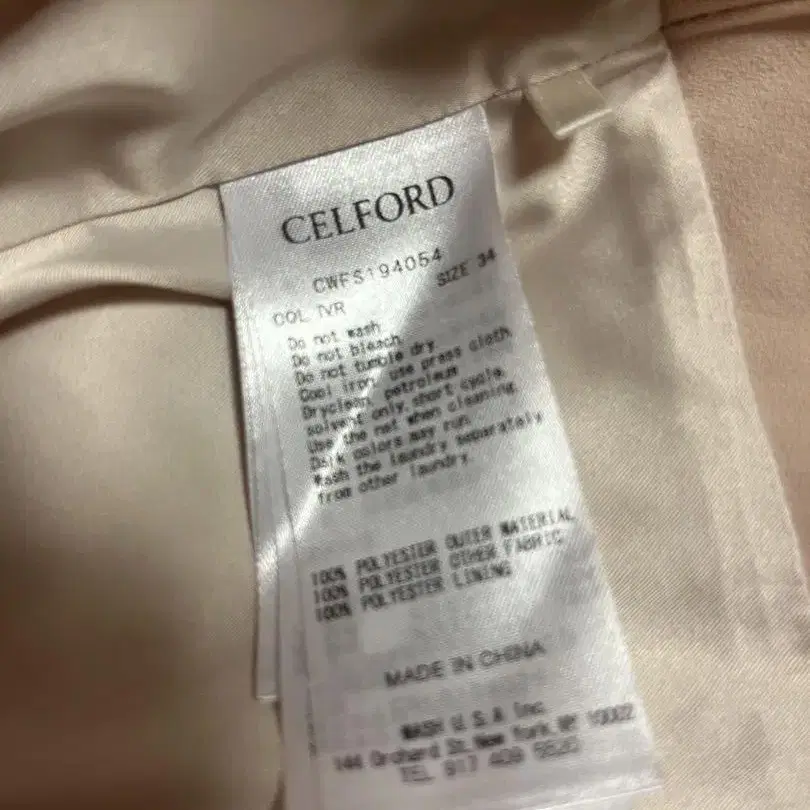 CELFORD
CWFS194054
COL IVR SIZE 34
Do not wash
Do not bleach
Do not tumble dry
Cool iron, use press cloth
Dryclean, petroleum
solvent only, short cycle.
Use the net when cleaning
Dark colors may run
Wash the laundry separately
from other laundry.
100% POLYESTER OUTER MATERIAL
100% POLYESTER OTHER FABRIC
100% POLYESTER LINING
MADE IN CHINA
MASH U.S.A Inc.
144 Orchard St, New York, NY 10002
TEL 917 409